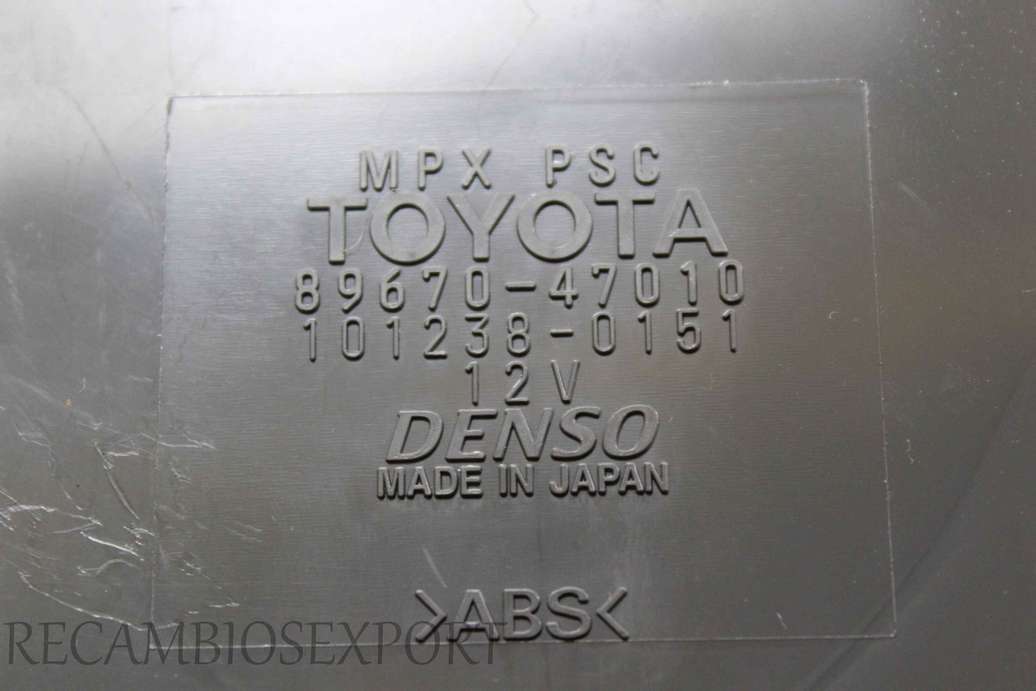 MPX PSC
TOYOTA
89670-47010
101238-0151
12V
DENSO
MADE IN JAPAN
>ABS<
RECAMBIOSEXPORT